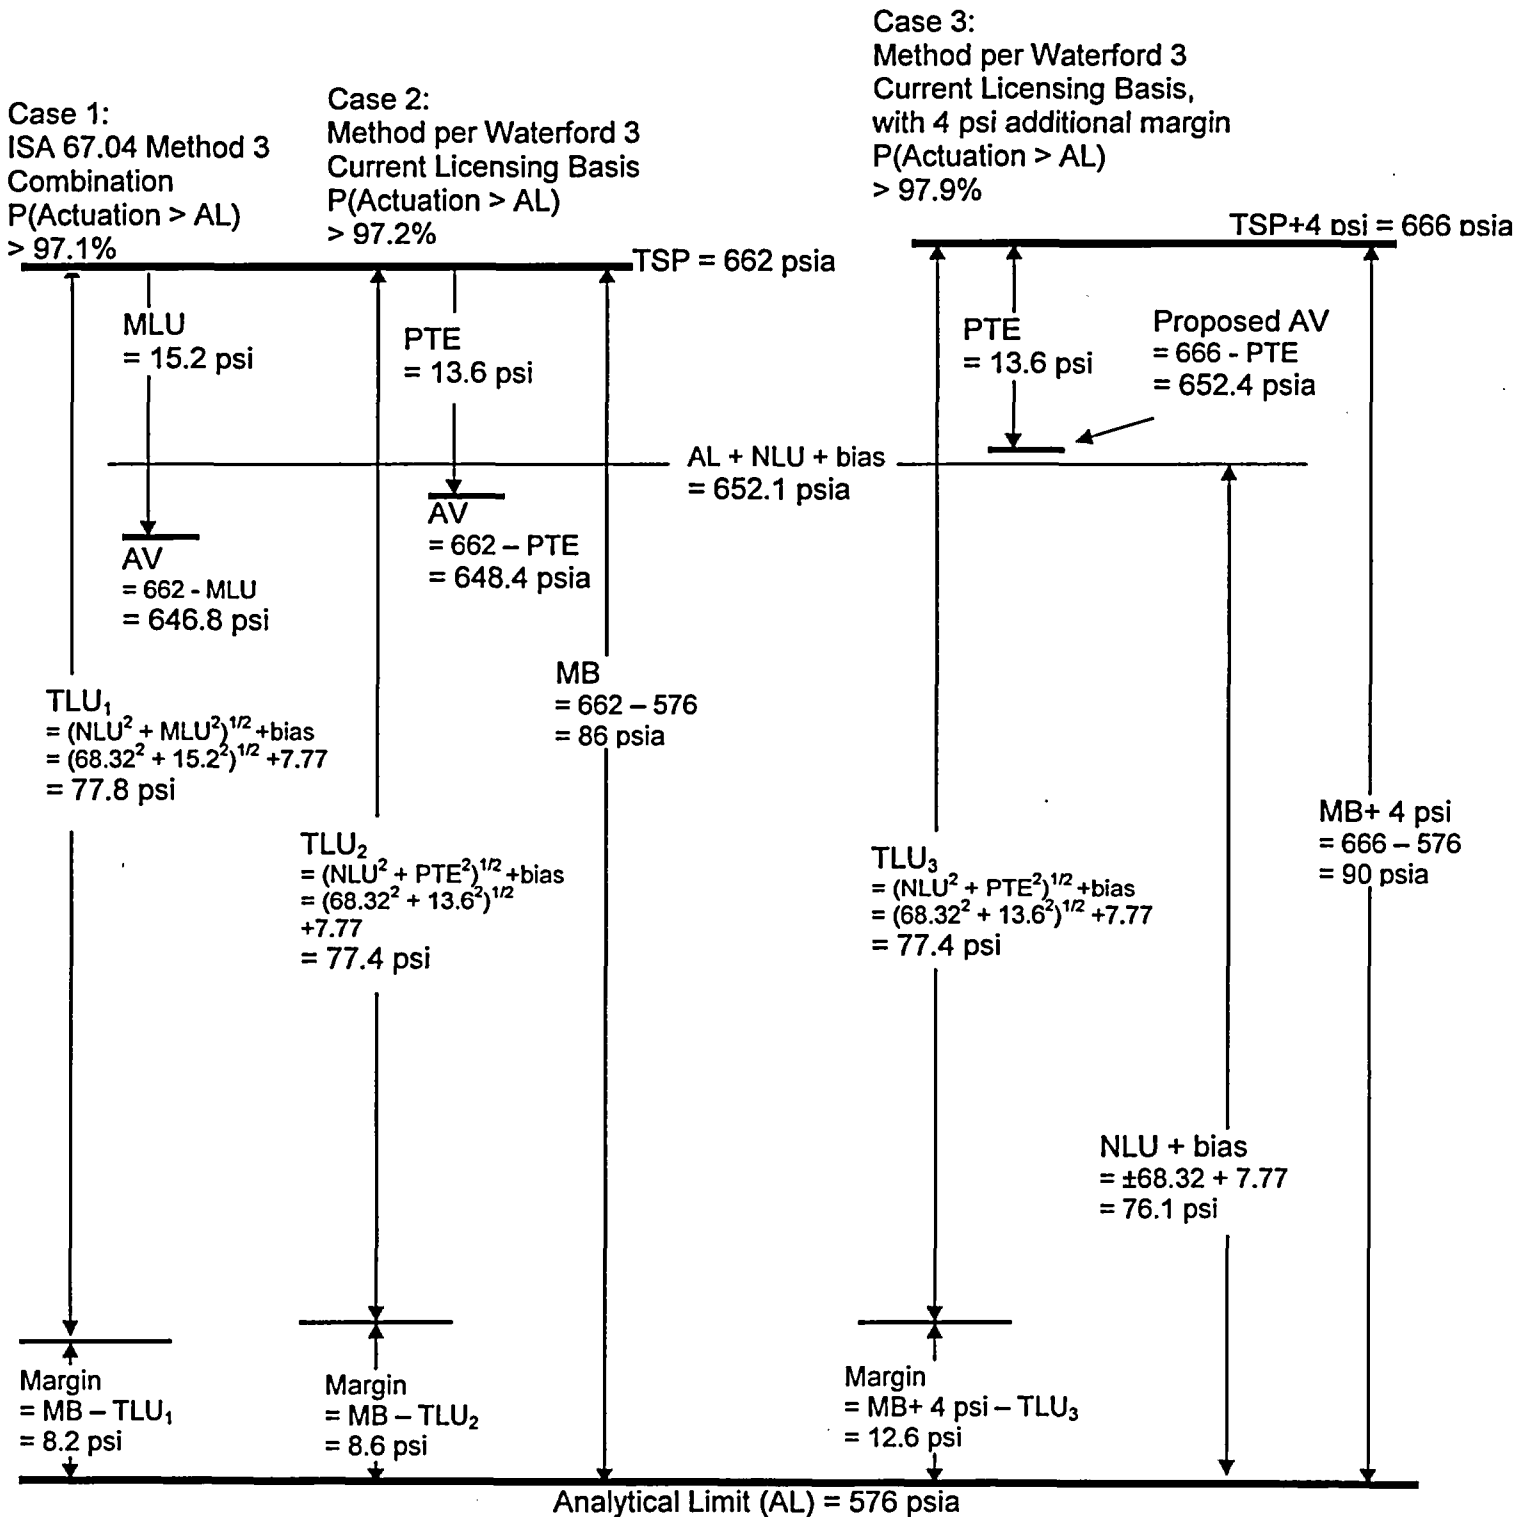 Case 1:
ISA 67.04 Method 3
Combination
P(Actuation > AL)
> 97.1%
Case 2:
Method per Waterford 3
Current Licensing Basis
P(Actuation > AL)
> 97.2%
Case 3:
Method per Waterford 3
Current Licensing Basis,
with 4 psi additional margin
P(Actuation > AL)
> 97.9%
TSP+4 psi = 666 psia
TSP = 662 psia
MLU
= 15.2 psi
PTE
= 13.6 psi
PTE
= 13.6 psi
Proposed AV
= 666 - PTE
= 652.4 psia
AL + NLU + bias
= 652.1 psia
AV
= 662 - MLU
= 646.8 psi
AV
= 662 – PTE
= 648.4 psia
MB
= 662 – 576
= 86 psia
TLU₁
= (NLU² + MLU²)^1/2 +bias
= (68.32² + 15.2²)^1/2 +7.77
= 77.8 psi
TLU₂
= (NLU² + PTE²)^1/2 +bias
= (68.32² + 13.6²)^1/2
+7.77
= 77.4 psi
TLU₃
= (NLU² + PTE²)^1/2 +bias
= (68.32² + 13.6²)^1/2 +7.77
= 77.4 psi
MB+ 4 psi
= 666 – 576
= 90 psia
NLU + bias
= ±68.32 + 7.77
= 76.1 psi
Margin
= MB – TLU₁
= 8.2 psi
Margin
= MB – TLU₂
= 8.6 psi
Margin
= MB+ 4 psi – TLU₃
= 12.6 psi
Analytical Limit (AL) = 576 psia